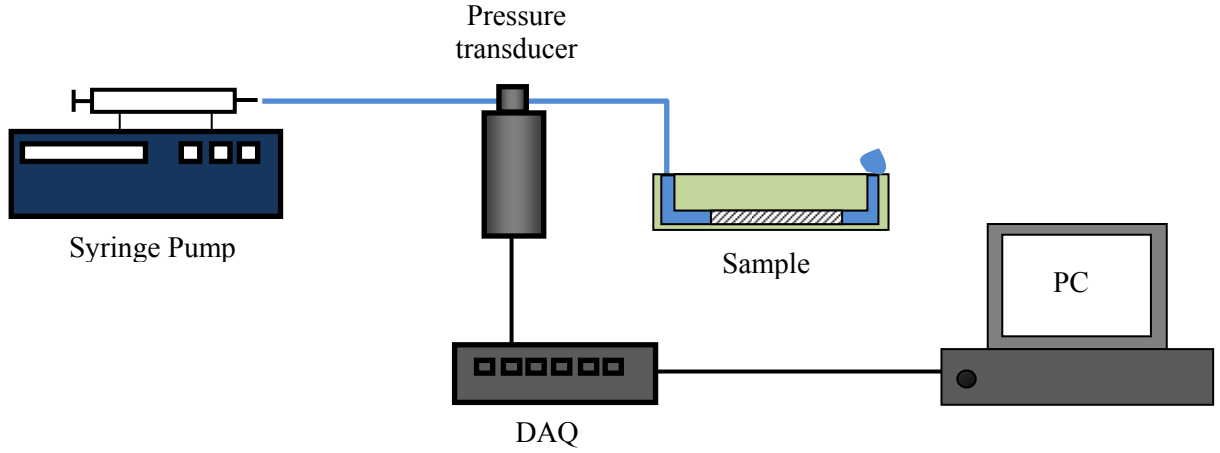 Pressure
transducer
Syringe Pump
Sample
PC
DAQ